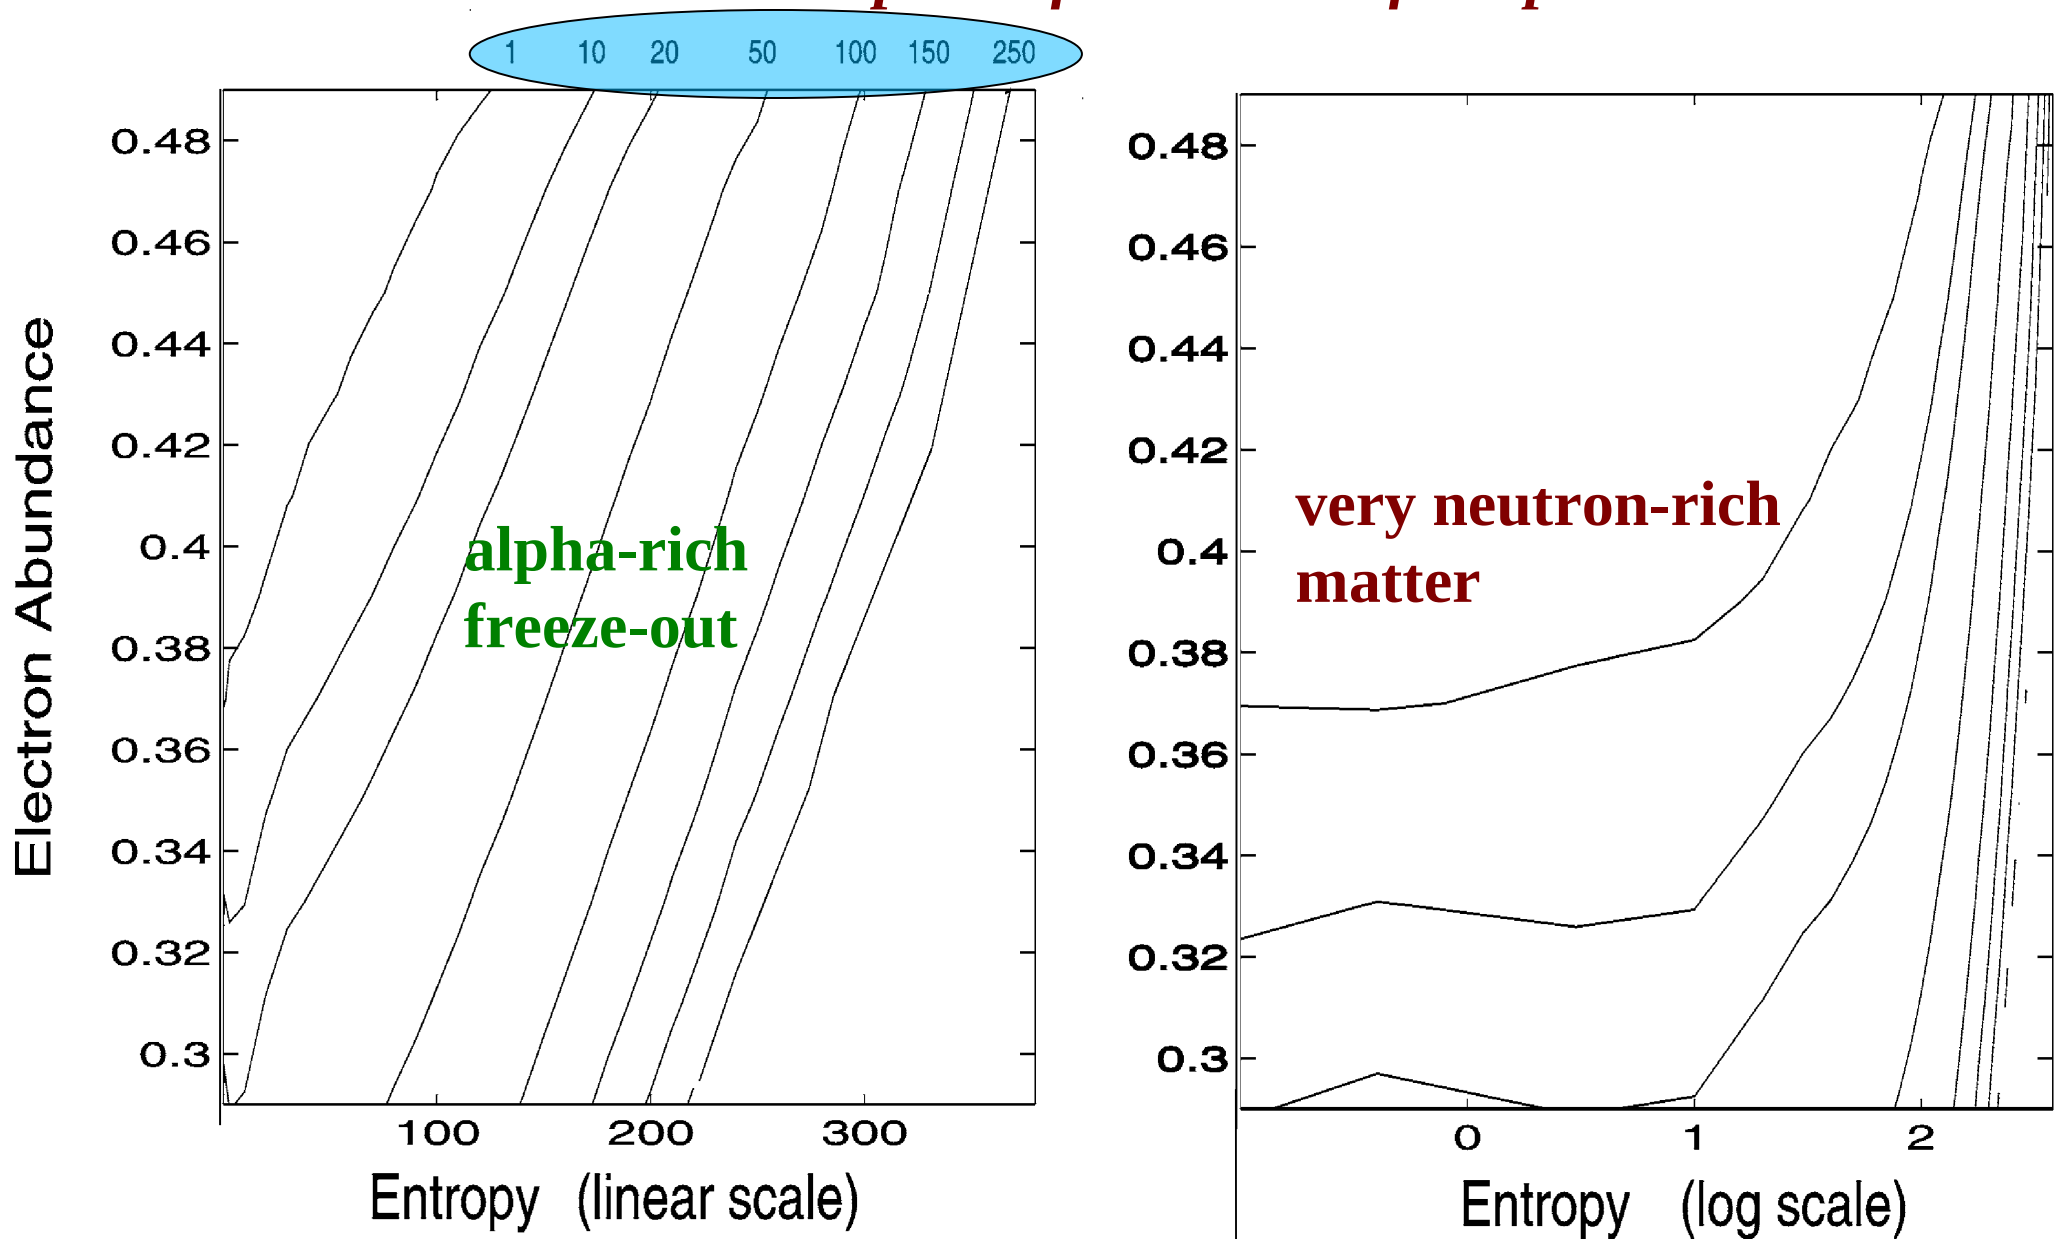 1 10 20 50 100 150 250
0.48
0.46
0.44
0.42
0.4
0.38
0.36
0.34
0.32
0.3
Electron Abundance
alpha-rich
freeze-out
100 200 300
Entropy (linear scale)
0.48
0.46
0.44
0.42
0.4
0.38
0.36
0.34
0.32
0.3
very neutron-rich
matter
0 1 2
Entropy (log scale)